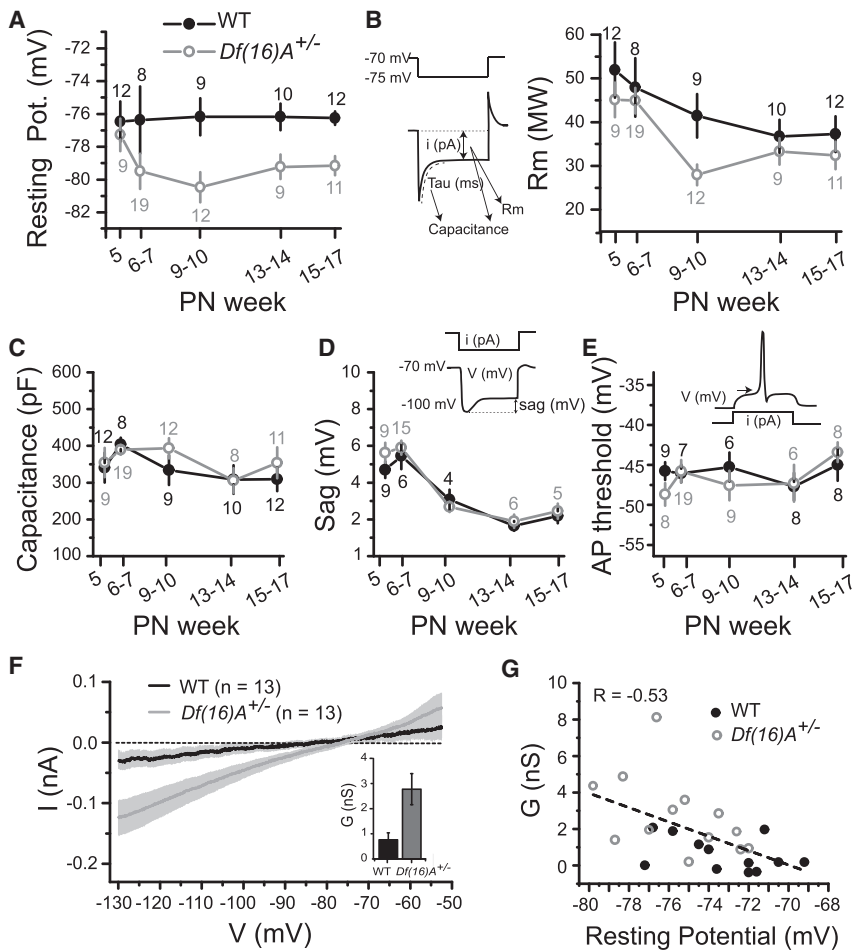 A
WT
Df(16)A+/-
Resting Pot. (mV)
-72
-74
-76
-78
-80
-82
12
8
9
10
12
9
19
12
9
11
5
6-7
9-10
13-14
15-17
PN week
B
-70 mV
-75 mV
i (pA)
Tau (ms)
Rm
Capacitance
Rm (MW)
60
50
40
30
20
12
8
9
10
12
9
19
12
9
11
5
6-7
9-10
13-14
15-17
PN week
C
Capacitance (pF)
600
500
400
300
200
100
12
8
12
8
11
9
19
9
10
12
5
6-7
9-10
13-14
15-17
PN week
D
i (pA)
-70 mV
V (mV)
-100 mV
sag (mV)
Sag (mV)
10
8
6
4
2
1
9
15
4
6
5
9
6
5
6-7
9-10
13-14
15-17
PN week
E
V (mV)
i (pA)
AP threshold (mV)
-35
-40
-45
-50
-55
9
7
6
6
8
8
19
9
8
8
5
6-7
9-10
13-14
15-17
PN week
F
WT (n = 13)
Df(16)A+/- (n = 13)
I (nA)
0.1
0.0
-0.1
-0.2
G (nS)
4
3
2
1
0
WT
Df(16)A+/-
-130 -120 -110 -100 -90 -80 -70 -60 -50
V (mV)
G
R = -0.53
WT
Df(16)A+/-
G (nS)
10
8
6
4
2
0
-80 -78 -76 -74 -72 -70 -68
Resting Potential (mV)